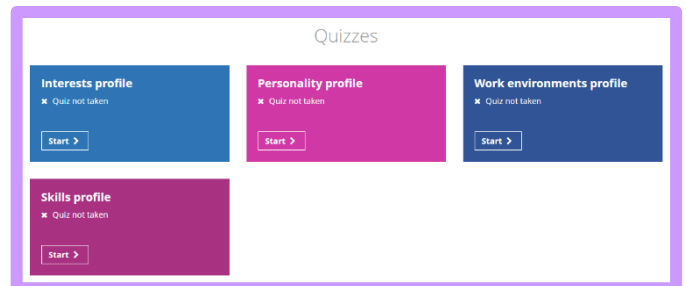 Quizzes
Interests profile
✖ Quiz not taken
Start >
Personality profile
✖ Quiz not taken
Start >
Work environments profile
✖ Quiz not taken
Start >
Skills profile
✖ Quiz not taken
Start >